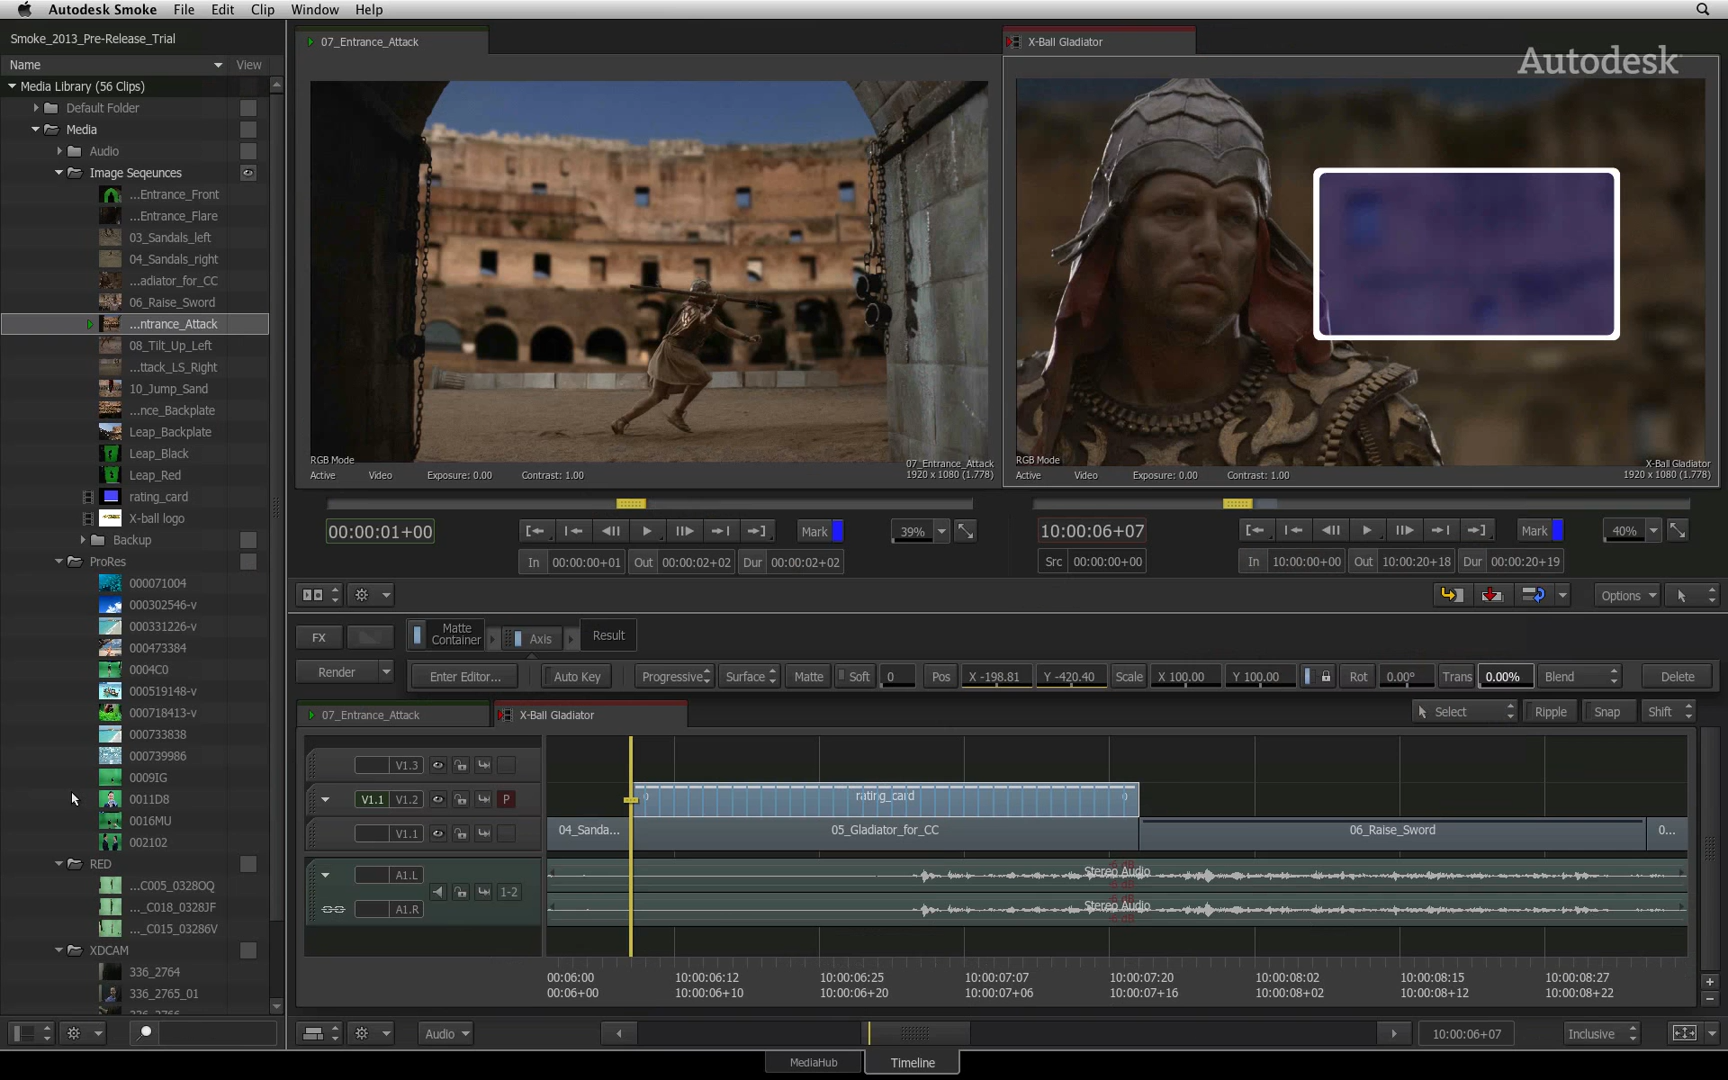 Autodesk Smoke File Edit Clip Window Help
Smoke_2013_Pre-Release_Trial
Name View
Media Library (56 Clips)
Default Folder
Media
Audio
Image Seqeunces
...Entrance_Front
...Entrance_Flare
03_Sandals_left
04_Sandals_right
...adiator_for_CC
06_Raise_Sword
...ntrance_Attack
08_Tilt_Up_Left
...ttack_LS_Right
10_Jump_Sand
...nce_Backplate
Leap_Backplate
Leap_Black
Leap_Red
rating_card
X-ball logo
Backup
ProRes
000071004
000302546-v
000331226-v
000473384
0004C0
000519148-v
000718413-v
000733838
000739986
0009IG
0011D8
0016MU
002102
RED
...C005_0328OQ
..._C018_0328JF
..._C015_03286V
XDCAM
336_2764
336_2765_01
07_Entrance_Attack
RGB Mode
07_Entrance_Attack
Active Video Exposure: 0.00 Contrast: 1.00 1920 x 1080 (1.778)
00:00:01+00 Mark 39%
In 00:00:00+01 Out 00:00:02+02 Dur 00:00:02+02
X-Ball Gladiator
Autodesk
RGB Mode
X-Ball Gladiator
Active Video Exposure: 0.00 Contrast: 1.00 1920 x 1080 (1.778)
10:00:06+07 Mark 40%
Src 00:00:00+00 In 10:00:00+00 Out 10:00:20+18 Dur 00:00:20+19
Options
FX Matte Container Axis Result
Render Enter Editor... Auto Key Progressive Surface Matte Soft 0 Pos X -198.81 Y -420.40 Scale X 100.00 Y 100.00 Rot 0.00° Trans 0.00% Blend Delete
07_Entrance_Attack X-Ball Gladiator Select Ripple Snap Shift
V1.3
V1.1 V1.2 P rating_card
V1.1 04_Sanda... 05_Gladiator_for_CC 06_Raise_Sword 0...
A1.L Stereo Audio
1-2
A1.R Stereo Audio
00:06:00 10:00:06:12 10:00:06:25 10:00:07:07 10:00:07:20 10:00:08:02 10:00:08:15 10:00:08:27
00:06+00 10:00:06+10 10:00:06+20 10:00:07+06 10:00:07+16 10:00:08+02 10:00:08+12 10:00:08+22
Audio 10:00:06+07 Inclusive
MediaHub Timeline